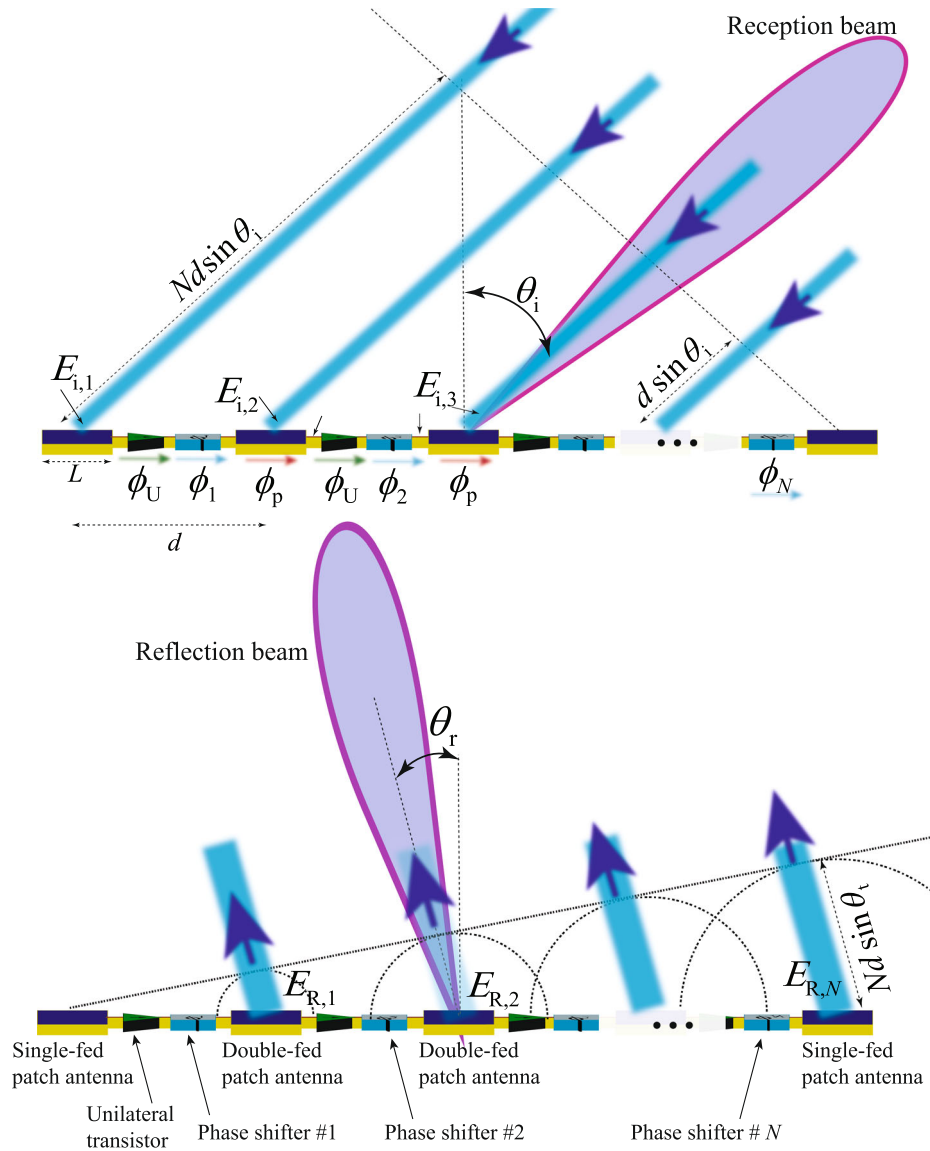 Reception beam
Nd sin θi
θi
d sin θi
Ei,1
Ei,2
Ei,3
L
ϕU
ϕ1
ϕp
ϕU
ϕ2
ϕp
ϕN
d
Reflection beam
θr
Nd sin θt
ER,1
ER,2
ER,N
Single-fed
patch antenna
Double-fed
patch antenna
Double-fed
patch antenna
Single-fed
patch antenna
Unilateral
transistor
Phase shifter #1
Phase shifter #2
Phase shifter # N